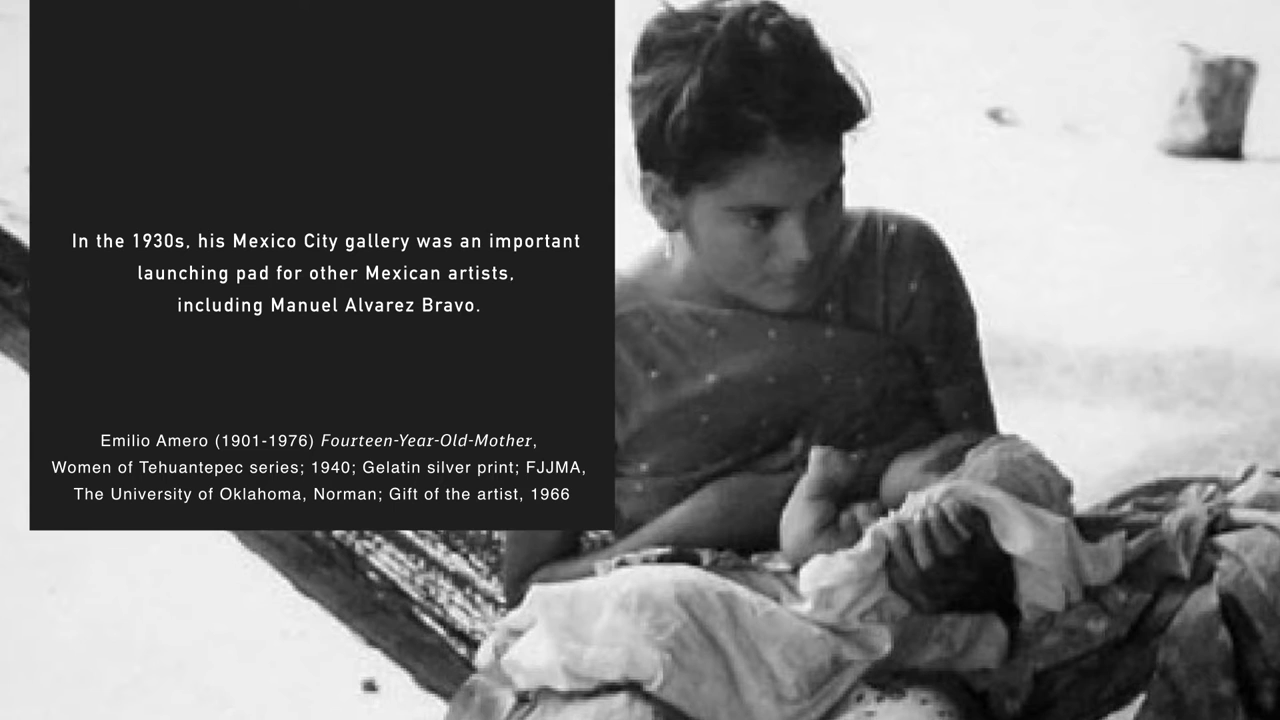 In the 1930s, his Mexico City gallery was an important
launching pad for other Mexican artists,
including Manuel Alvarez Bravo.
Emilio Amero (1901-1976) Fourteen-Year-Old-Mother,
Women of Tehuantepec series; 1940; Gelatin silver print; FJJMA,
The University of Oklahoma, Norman; Gift of the artist, 1966